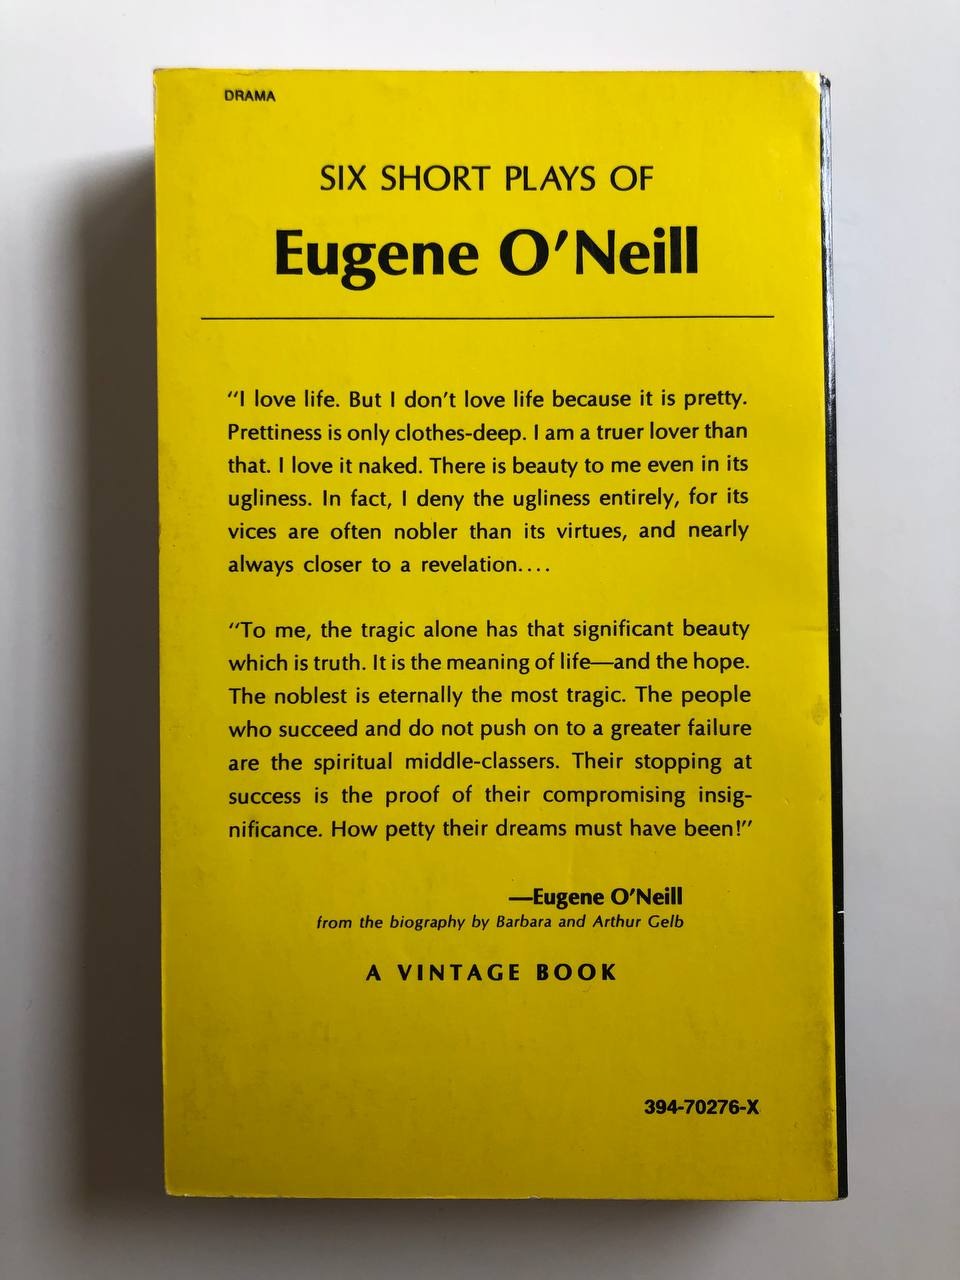 DRAMA
SIX SHORT PLAYS OF
Eugene O'Neill
"I love life. But I don't love life because it is pretty.
Prettiness is only clothes-deep. I am a truer lover than
that. I love it naked. There is beauty to me even in its
ugliness. In fact, I deny the ugliness entirely, for its
vices are often nobler than its virtues, and nearly
always closer to a revelation....
"To me, the tragic alone has that significant beauty
which is truth. It is the meaning of life—and the hope.
The noblest is eternally the most tragic. The people
who succeed and do not push on to a greater failure
are the spiritual middle-classers. Their stopping at
success is the proof of their compromising insig-
nificance. How petty their dreams must have been!"
—Eugene O'Neill
from the biography by Barbara and Arthur Gelb
A VINTAGE BOOK
394-70276-X